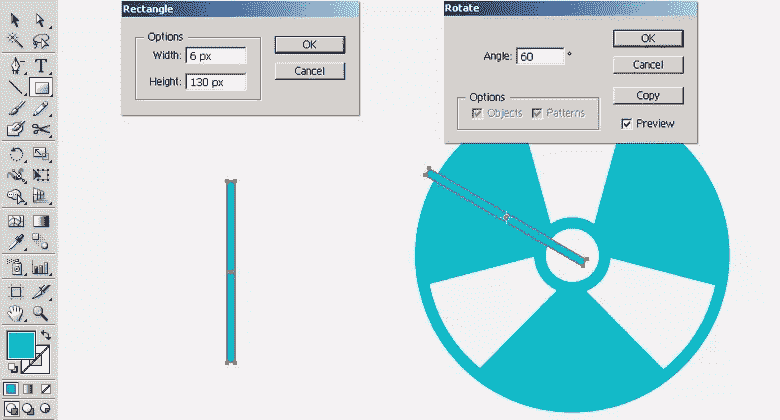 Rectangle
Options
Width: 6 px
Height: 130 px
OK
Cancel
Rotate
Angle: 60 °
Options
Objects Patterns
OK
Cancel
Copy
Preview
T